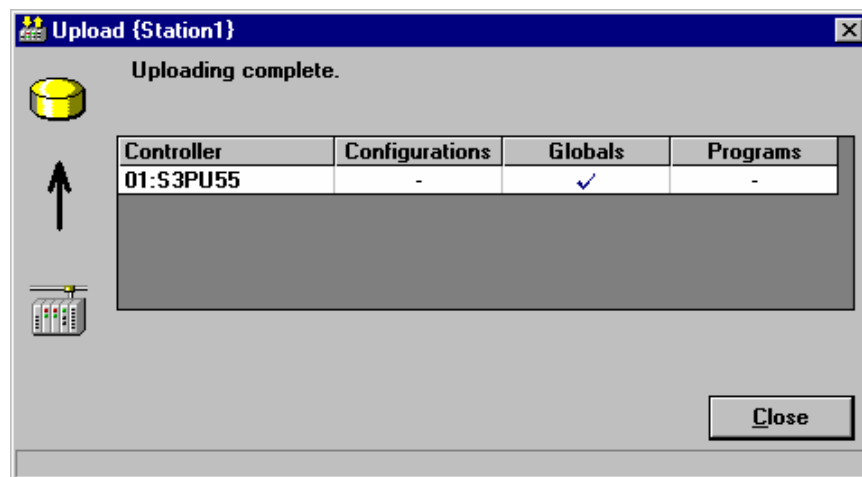 Upload {Station1}
Uploading complete.
Controller Configurations Globals Programs
01:S3PU55 - ✓ -
Close